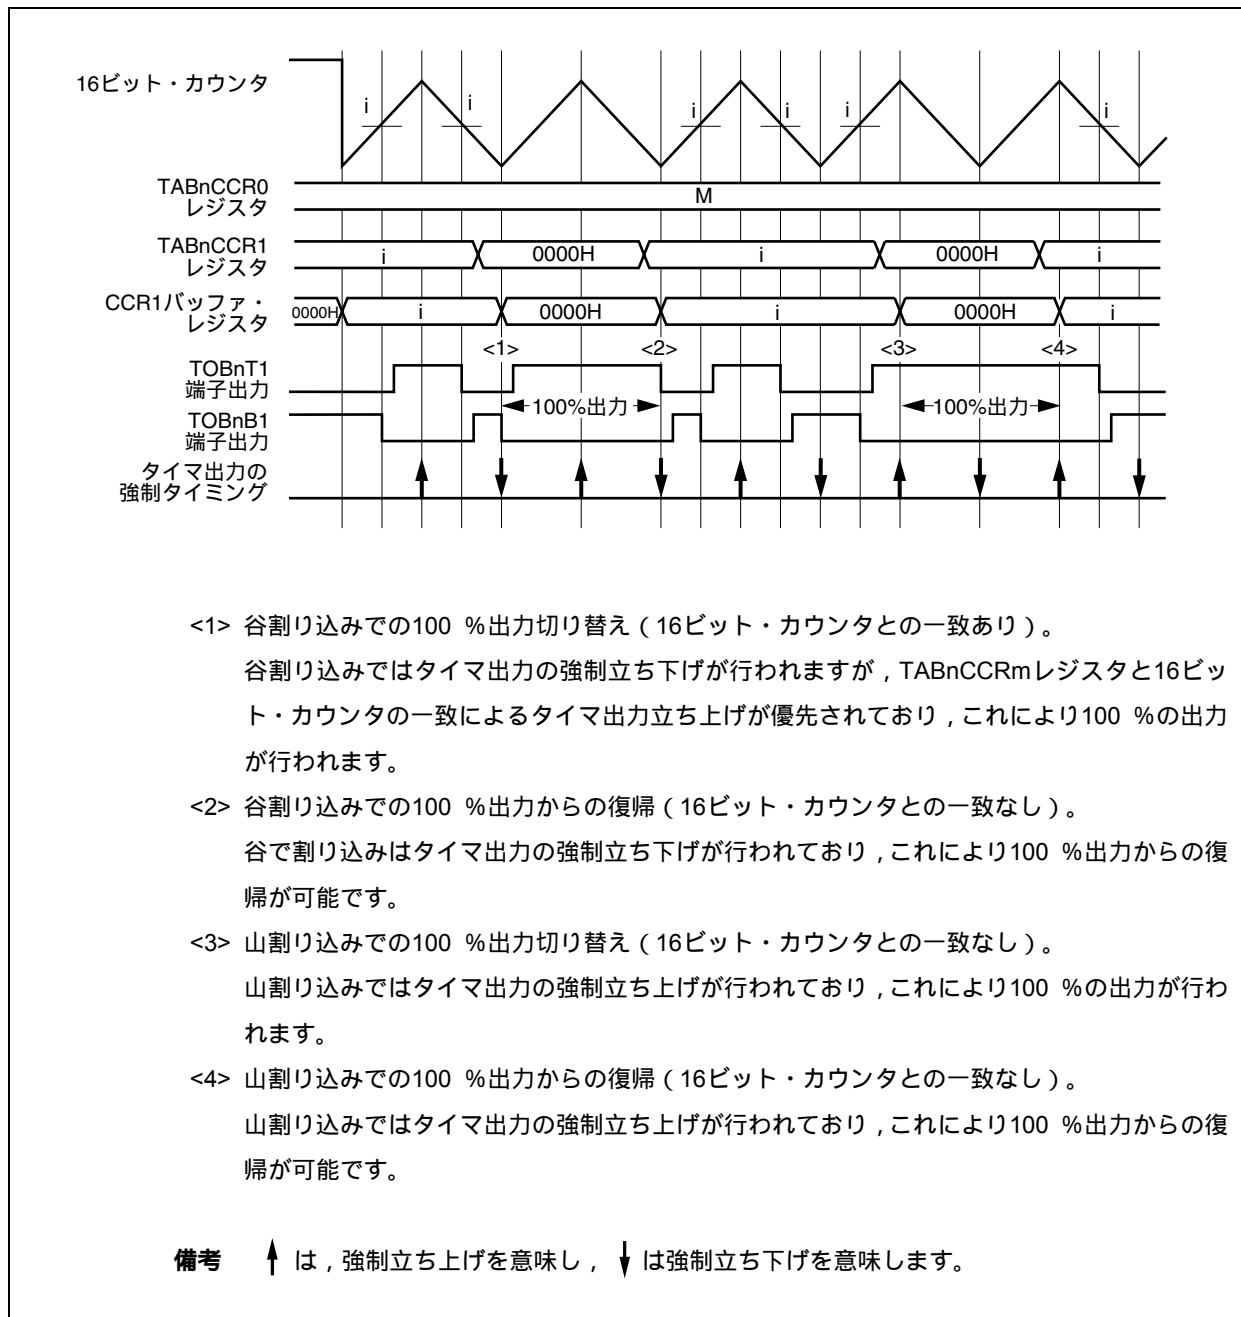 16ビット・カウンタ
i i i i i i
TABnCCR0
レジスタ
M
TABnCCR1
レジスタ
i 0000H i 0000H i
CCR1バッファ・
レジスタ
0000H i 0000H i 0000H i
<1> <2> <3> <4>
TOBnT1
端子出力
100%出力 100%出力
TOBnB1
端子出力
タイマ出力の
強制タイミング
<1> 谷割り込みでの100 %出力切り替え(16ビット・カウンタとの一致あり)。
谷割り込みではタイマ出力の強制立ち下げが行われますが,TABnCCRmレジスタと16ビッ
ト・カウンタの一致によるタイマ出力立ち上げが優先されており,これにより100 %の出力
が行われます。
<2> 谷割り込みでの100 %出力からの復帰(16ビット・カウンタとの一致なし)。
谷で割り込みはタイマ出力の強制立ち下げが行われており,これにより100 %出力からの復
帰が可能です。
<3> 山割り込みでの100 %出力切り替え(16ビット・カウンタとの一致なし)。
山割り込みではタイマ出力の強制立ち上げが行われており,これにより100 %の出力が行わ
れます。
<4> 山割り込みでの100 %出力からの復帰(16ビット・カウンタとの一致なし)。
山割り込みではタイマ出力の強制立ち上げが行われており,これにより100 %出力からの復
帰が可能です。
備考 ↑ は,強制立ち上げを意味し, ↓ は強制立ち下げを意味します。